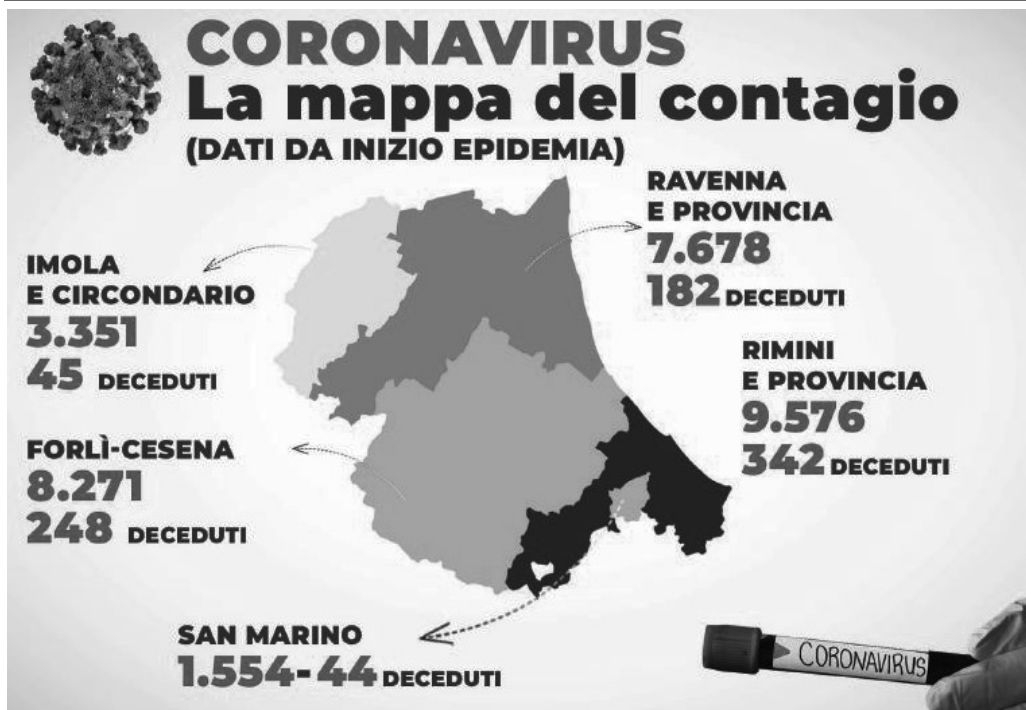 CORONAVIRUS
La mappa del contagio
(DATI DA INIZIO EPIDEMIA)
RAVENNA
E PROVINCIA
7.678
182 DECEDUTI
IMOLA
E CIRCONDARIO
3.351
45 DECEDUTI
RIMINI
E PROVINCIA
9.576
342 DECEDUTI
FORLÌ-CESENA
8.271
248 DECEDUTI
SAN MARINO
1.554-44 DECEDUTI
CORONAVIRUS